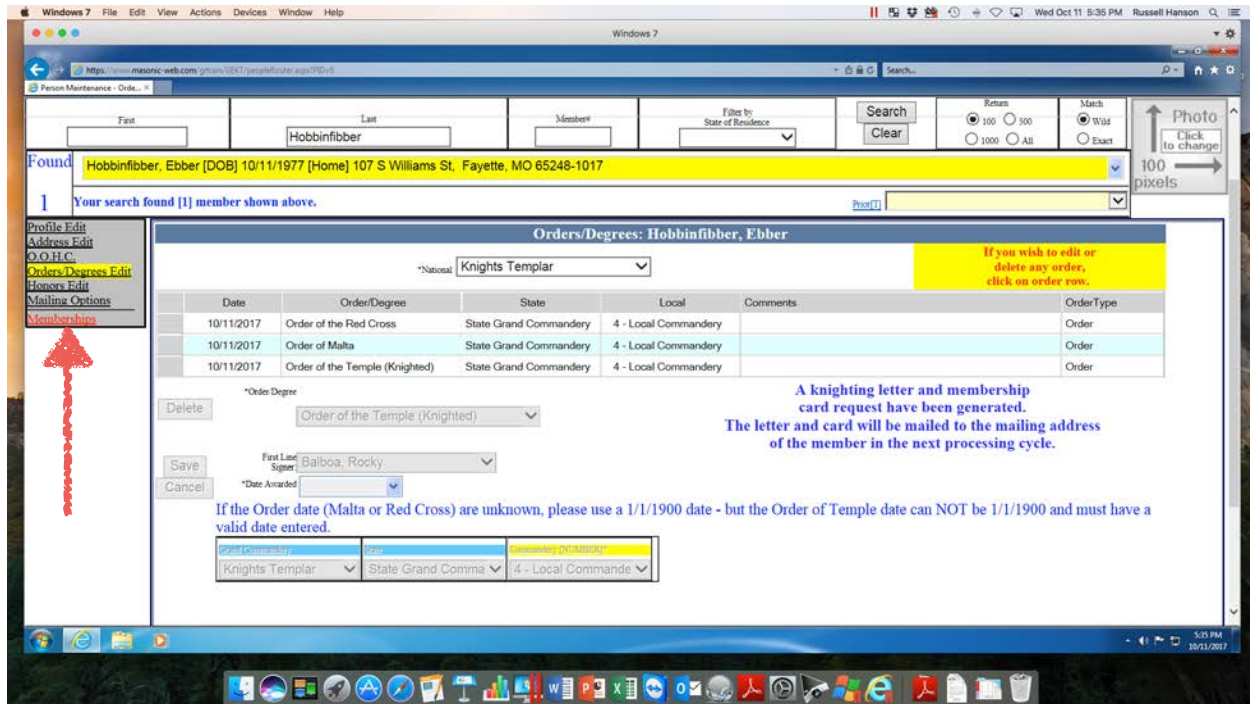 Windows 7 File Edit View Actions Devices Window Help Wed Oct 11 5:35 PM Russell Hanson
Windows 7
Search...
Person Maintenance - Orde...
First
Last
Member#
Filter by
State of Residence
Search
Clear
Return
100 500
1000 All
Match
Wild
Exact
Photo
Click
to change
100
pixels
Hobbinfibber
Found
1
Hobbinfibber, Ebber [DOB] 10/11/1977 [Home] 107 S Williams St, Fayette, MO 65248-1017
Your search found [1] member shown above.
Prior[1]
Profile Edit
Address Edit
O.O.H.C.
Orders/Degrees Edit
Honors Edit
Mailing Options
Memberships
Orders/Degrees: Hobbinfibber, Ebber
*National Knights Templar
If you wish to edit or
delete any order,
click on order row.
Date Order/Degree State Local Comments OrderType
10/11/2017 Order of the Red Cross State Grand Commandery 4 - Local Commandery Order
10/11/2017 Order of Malta State Grand Commandery 4 - Local Commandery Order
10/11/2017 Order of the Temple (Knighted) State Grand Commandery 4 - Local Commandery Order
*Order Degree
Delete
Order of the Temple (Knighted)
A knighting letter and membership
card request have been generated.
The letter and card will be mailed to the mailing address
of the member in the next processing cycle.
Save
First Line
Signer:
Balboa, Rocky
Cancel
*Date Awarded
If the Order date (Malta or Red Cross) are unknown, please use a 1/1/1900 date - but the Order of Temple date can NOT be 1/1/1900 and must have a
valid date entered.
Grand Commandery State Commandery [NUMBER]*
Knights Templar State Grand Comma 4 - Local Commande
5:35 PM
10/11/2017